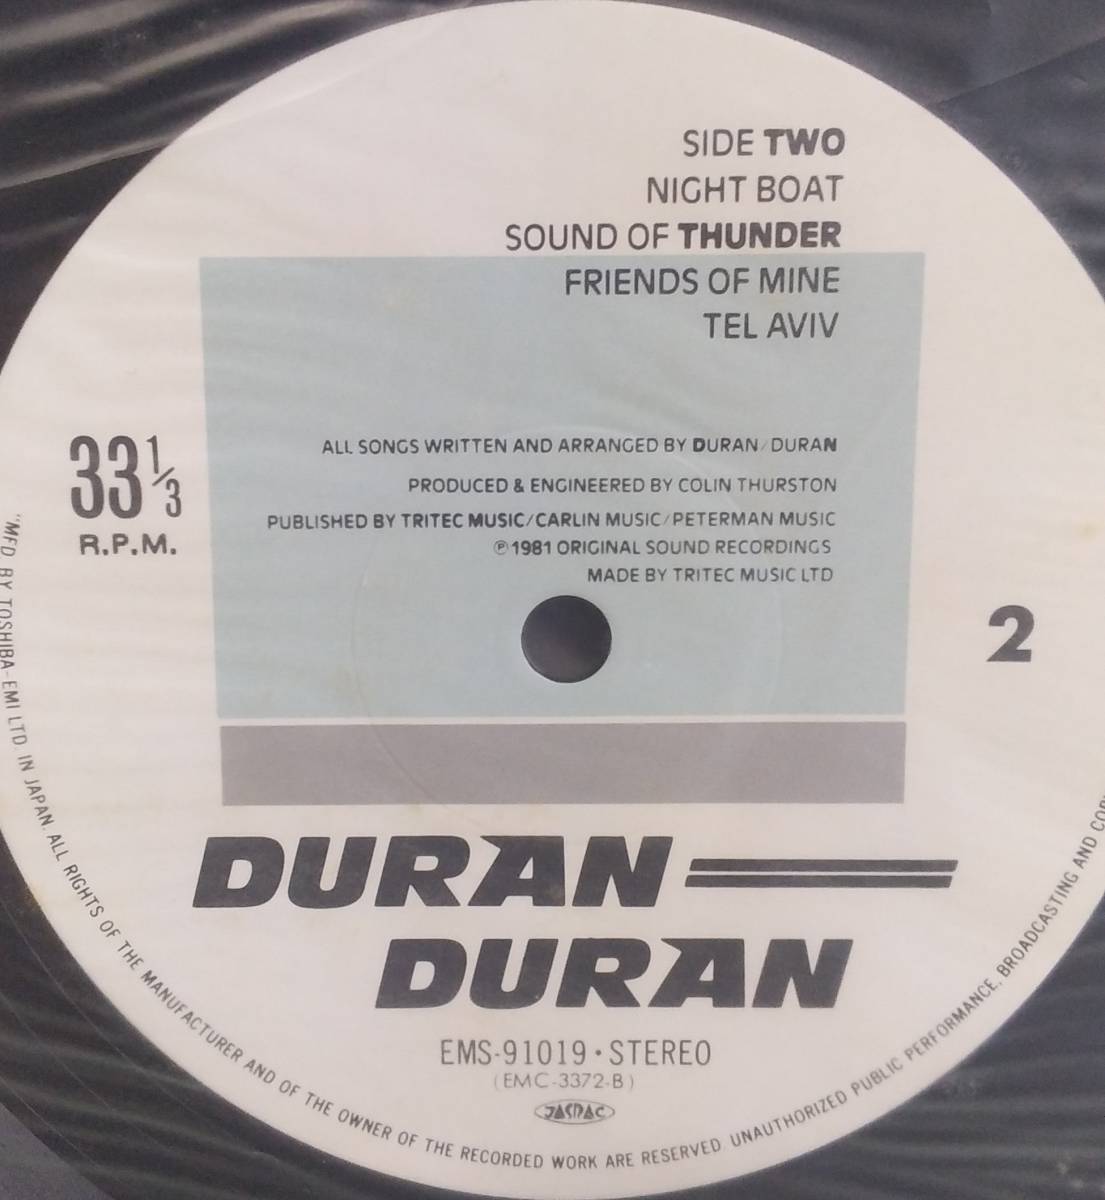 SIDE TWO
NIGHT BOAT
SOUND OF THUNDER
FRIENDS OF MINE
TEL AVIV
ALL SONGS WRITTEN AND ARRANGED BY DURAN/DURAN
PRODUCED & ENGINEERED BY COLIN THURSTON
PUBLISHED BY TRITEC MUSIC/CARLIN MUSIC/PETERMAN MUSIC
℗1981 ORIGINAL SOUND RECORDINGS
MADE BY TRITEC MUSIC LTD
33 1/3
R.P.M.
2
DURAN
DURAN
EMS-91019・STEREO
(EMC-3372-B)
JASRAC
"MFD. BY TOSHIBA-EMI LTD. IN JAPAN. ALL RIGHTS OF THE MANUFACTURER AND OF THE OWNER OF THE RECORDED WORK ARE RESERVED. UNAUTHORIZED PUBLIC PERFORMANCE, BROADCASTING AND